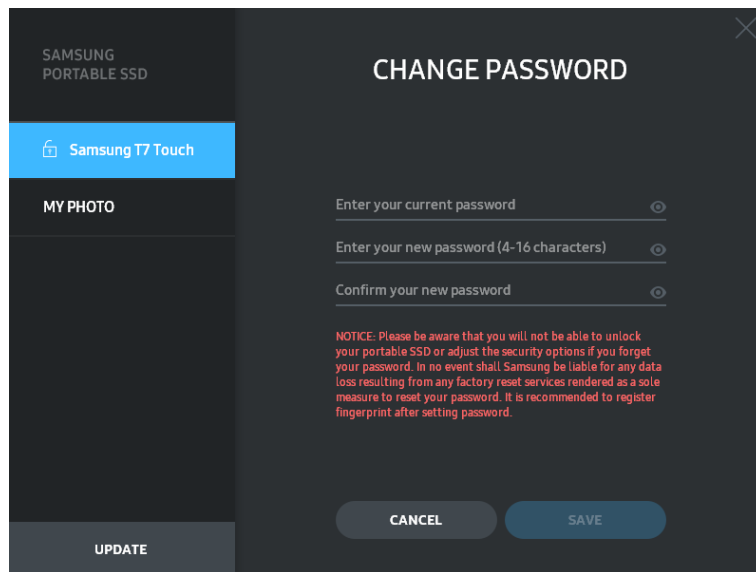 SAMSUNG
PORTABLE SSD
Samsung T7 Touch
MY PHOTO
UPDATE
CHANGE PASSWORD
Enter your current password
Enter your new password (4-16 characters)
Confirm your new password
NOTICE: Please be aware that you will not be able to unlock
your portable SSD or adjust the security options if you forget
your password. In no event shall Samsung be liable for any data
loss resulting from any factory reset services rendered as a sole
measure to reset your password. It is recommended to register
fingerprint after setting password.
CANCEL
SAVE